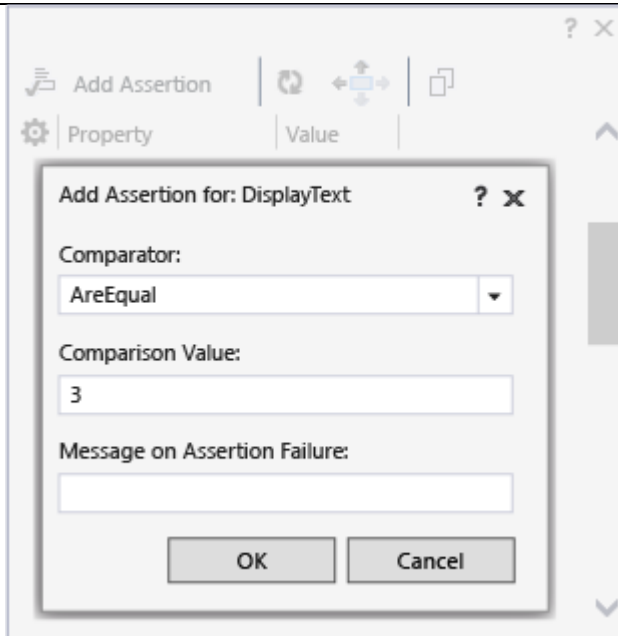 ? ×
Add Assertion
Property Value
Add Assertion for: DisplayText ? ×
Comparator:
AreEqual
Comparison Value:
3
Message on Assertion Failure:
OK Cancel